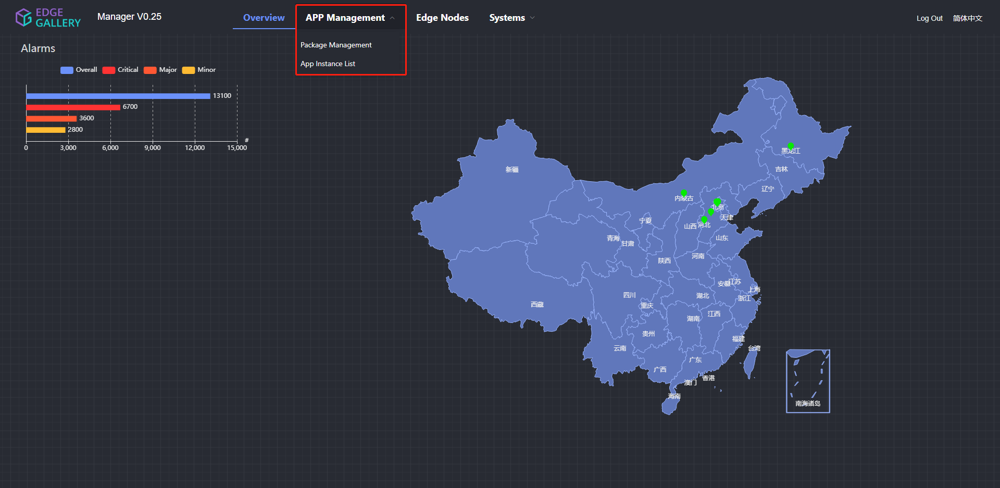 EDGE
GALLERY
Manager V0.25
Overview
APP Management
Edge Nodes
Systems
Log Out
简体中文
Package Management
App Instance List
Alarms
Overall
Critical
Major
Minor
13100
6700
3600
2800
#
0
3,000
6,000
9,000
12,000
15,000
黑龙江
吉林
新疆
辽宁
内蒙古
北京
天津
宁夏
山西
河北
青海
甘肃
山东
河南
陕西
安徽
江苏
上海
四川
湖北
浙江
西藏
重庆
江西
湖南
贵州
福建
云南
台湾
广东
广西
香港
澳门
海南
南海诸岛